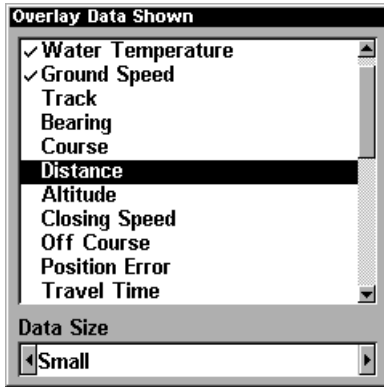 Overlay Data Shown
✓Water Temperature
✓Ground Speed
Track
Bearing
Course
Distance
Altitude
Closing Speed
Off Course
Position Error
Travel Time
Data Size
Small